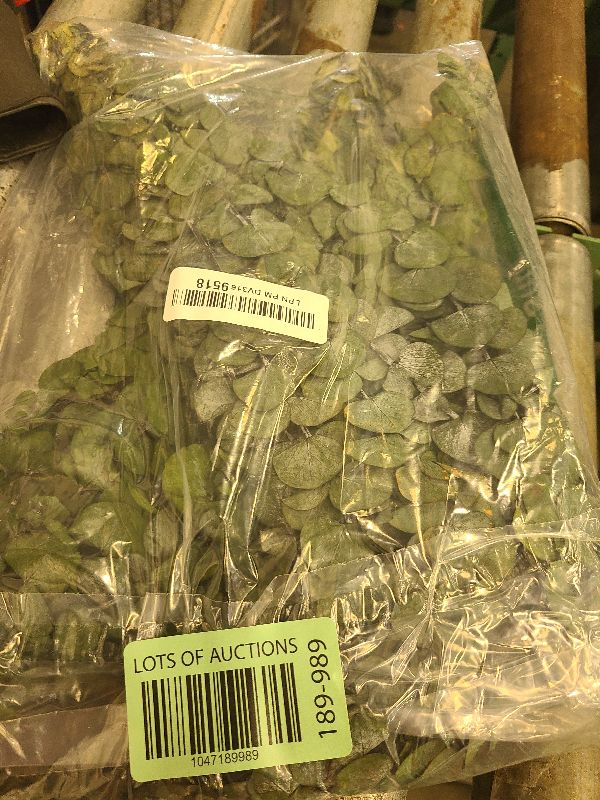 LPN PM DV316 9518
LOTS OF AUCTIONS
189-989
1047189989